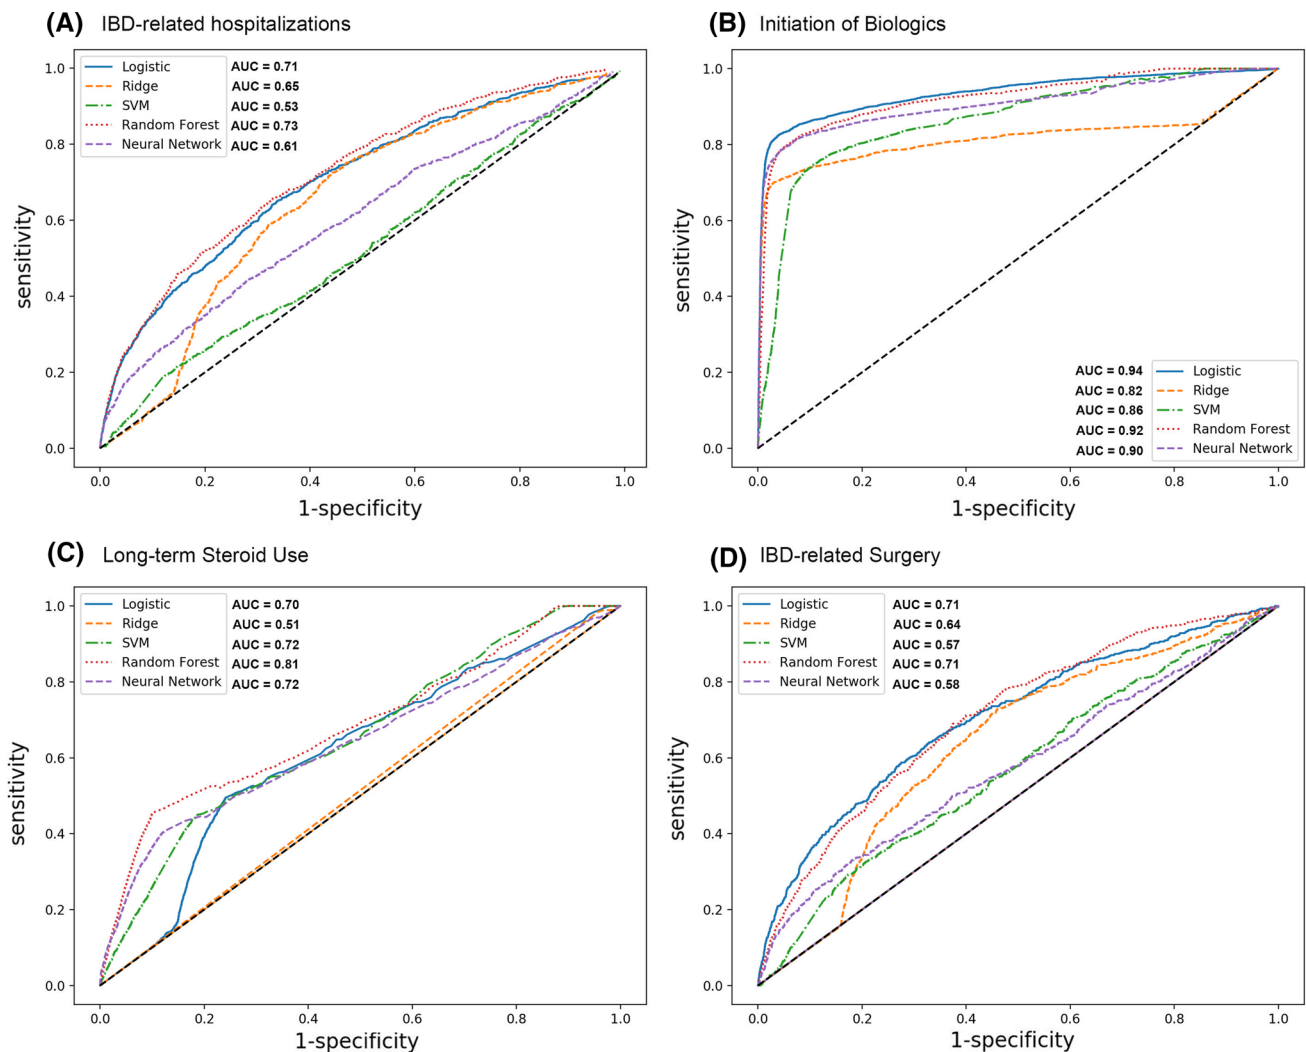 (A) IBD-related hospitalizations
Logistic AUC = 0.71
Ridge AUC = 0.65
SVM AUC = 0.53
Random Forest AUC = 0.73
Neural Network AUC = 0.61
1.0
0.8
0.6
0.4
0.2
0.0
sensitivity
0.0 0.2 0.4 0.6 0.8 1.0
1-specificity
(B) Initiation of Biologics
1.0
0.8
0.6
0.4
0.2
0.0
sensitivity
AUC = 0.94 Logistic
AUC = 0.82 Ridge
AUC = 0.86 SVM
AUC = 0.92 Random Forest
AUC = 0.90 Neural Network
0.0 0.2 0.4 0.6 0.8 1.0
1-specificity
(C) Long-term Steroid Use
Logistic AUC = 0.70
Ridge AUC = 0.51
SVM AUC = 0.72
Random Forest AUC = 0.81
Neural Network AUC = 0.72
1.0
0.8
0.6
0.4
0.2
0.0
sensitivity
0.0 0.2 0.4 0.6 0.8 1.0
1-specificity
(D) IBD-related Surgery
Logistic AUC = 0.71
Ridge AUC = 0.64
SVM AUC = 0.57
Random Forest AUC = 0.71
Neural Network AUC = 0.58
1.0
0.8
0.6
0.4
0.2
0.0
sensitivity
0.0 0.2 0.4 0.6 0.8 1.0
1-specificity